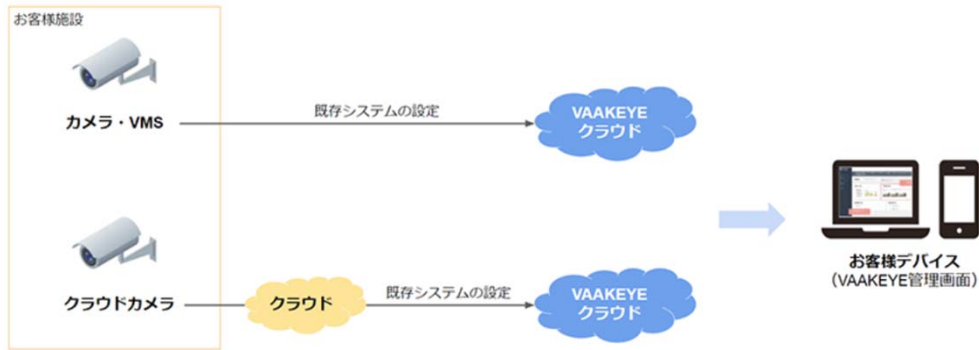 お客様施設
カメラ・VMS
既存システムの設定
VAAKEYE
クラウド
クラウドカメラ
クラウド
既存システムの設定
VAAKEYE
クラウド
お客様デバイス
（VAAKEYE管理画面）